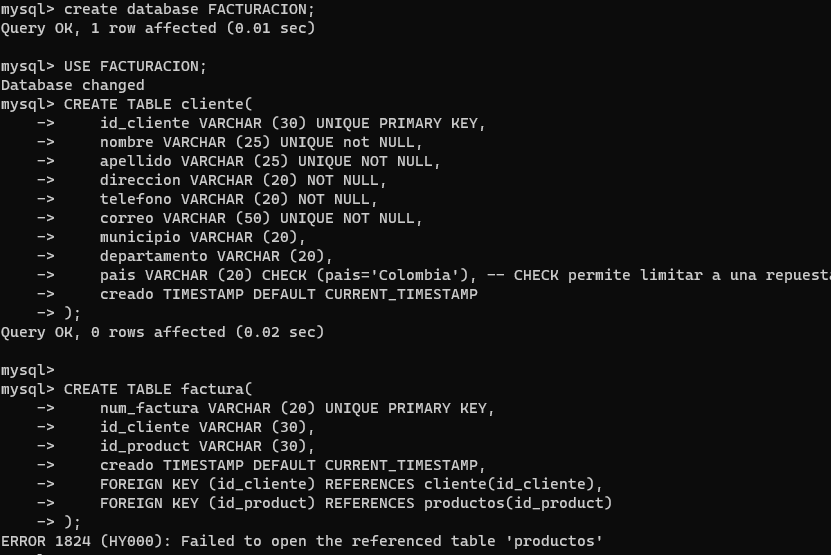 mysql> create database FACTURACION;
Query OK, 1 row affected (0.01 sec)
mysql> USE FACTURACION;
Database changed
mysql> CREATE TABLE cliente(
    ->     id_cliente VARCHAR (30) UNIQUE PRIMARY KEY,
    ->     nombre VARCHAR (25) UNIQUE not NULL,
    ->     apellido VARCHAR (25) UNIQUE NOT NULL,
    ->     direccion VARCHAR (20) NOT NULL,
    ->     telefono VARCHAR (20) NOT NULL,
    ->     correo VARCHAR (50) UNIQUE NOT NULL,
    ->     municipio VARCHAR (20),
    ->     departamento VARCHAR (20),
    ->     pais VARCHAR (20) CHECK (pais='Colombia'), -- CHECK permite limitar a una repuesta
    ->     creado TIMESTAMP DEFAULT CURRENT_TIMESTAMP
    -> );
Query OK, 0 rows affected (0.02 sec)
mysql>
mysql> CREATE TABLE factura(
    ->     num_factura VARCHAR (20) UNIQUE PRIMARY KEY,
    ->     id_cliente VARCHAR (30),
    ->     id_product VARCHAR (30),
    ->     creado TIMESTAMP DEFAULT CURRENT_TIMESTAMP,
    ->     FOREIGN KEY (id_cliente) REFERENCES cliente(id_cliente),
    ->     FOREIGN KEY (id_product) REFERENCES productos(id_product)
    -> );
ERROR 1824 (HY000): Failed to open the referenced table 'productos'